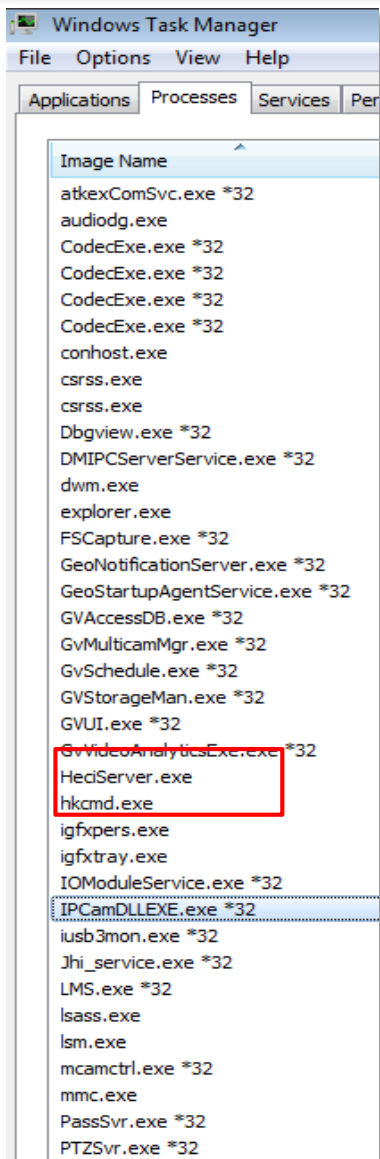 Windows Task Manager
File Options View Help
Applications Processes Services Per
Image Name
atkexComSvc.exe *32
audiodg.exe
CodecExe.exe *32
CodecExe.exe *32
CodecExe.exe *32
CodecExe.exe *32
conhost.exe
csrss.exe
csrss.exe
Dbgview.exe *32
DMIPCServerService.exe *32
dwm.exe
explorer.exe
FSCapture.exe *32
GeoNotificationServer.exe *32
GeoStartupAgentService.exe *32
GVAccessDB.exe *32
GvMulticamMgr.exe *32
GvSchedule.exe *32
GVStorageMan.exe *32
GVUI.exe *32
GvVideoAnalyticsExe.exe *32
HeciServer.exe
hkcmd.exe
igfxpers.exe
igfxtray.exe
IOModuleService.exe *32
IPCamDLLEXE.exe *32
iusb3mon.exe *32
Jhi_service.exe *32
LMS.exe *32
lsass.exe
lsm.exe
mcamctrl.exe *32
mmc.exe
PassSvr.exe *32
PTZSvr.exe *32